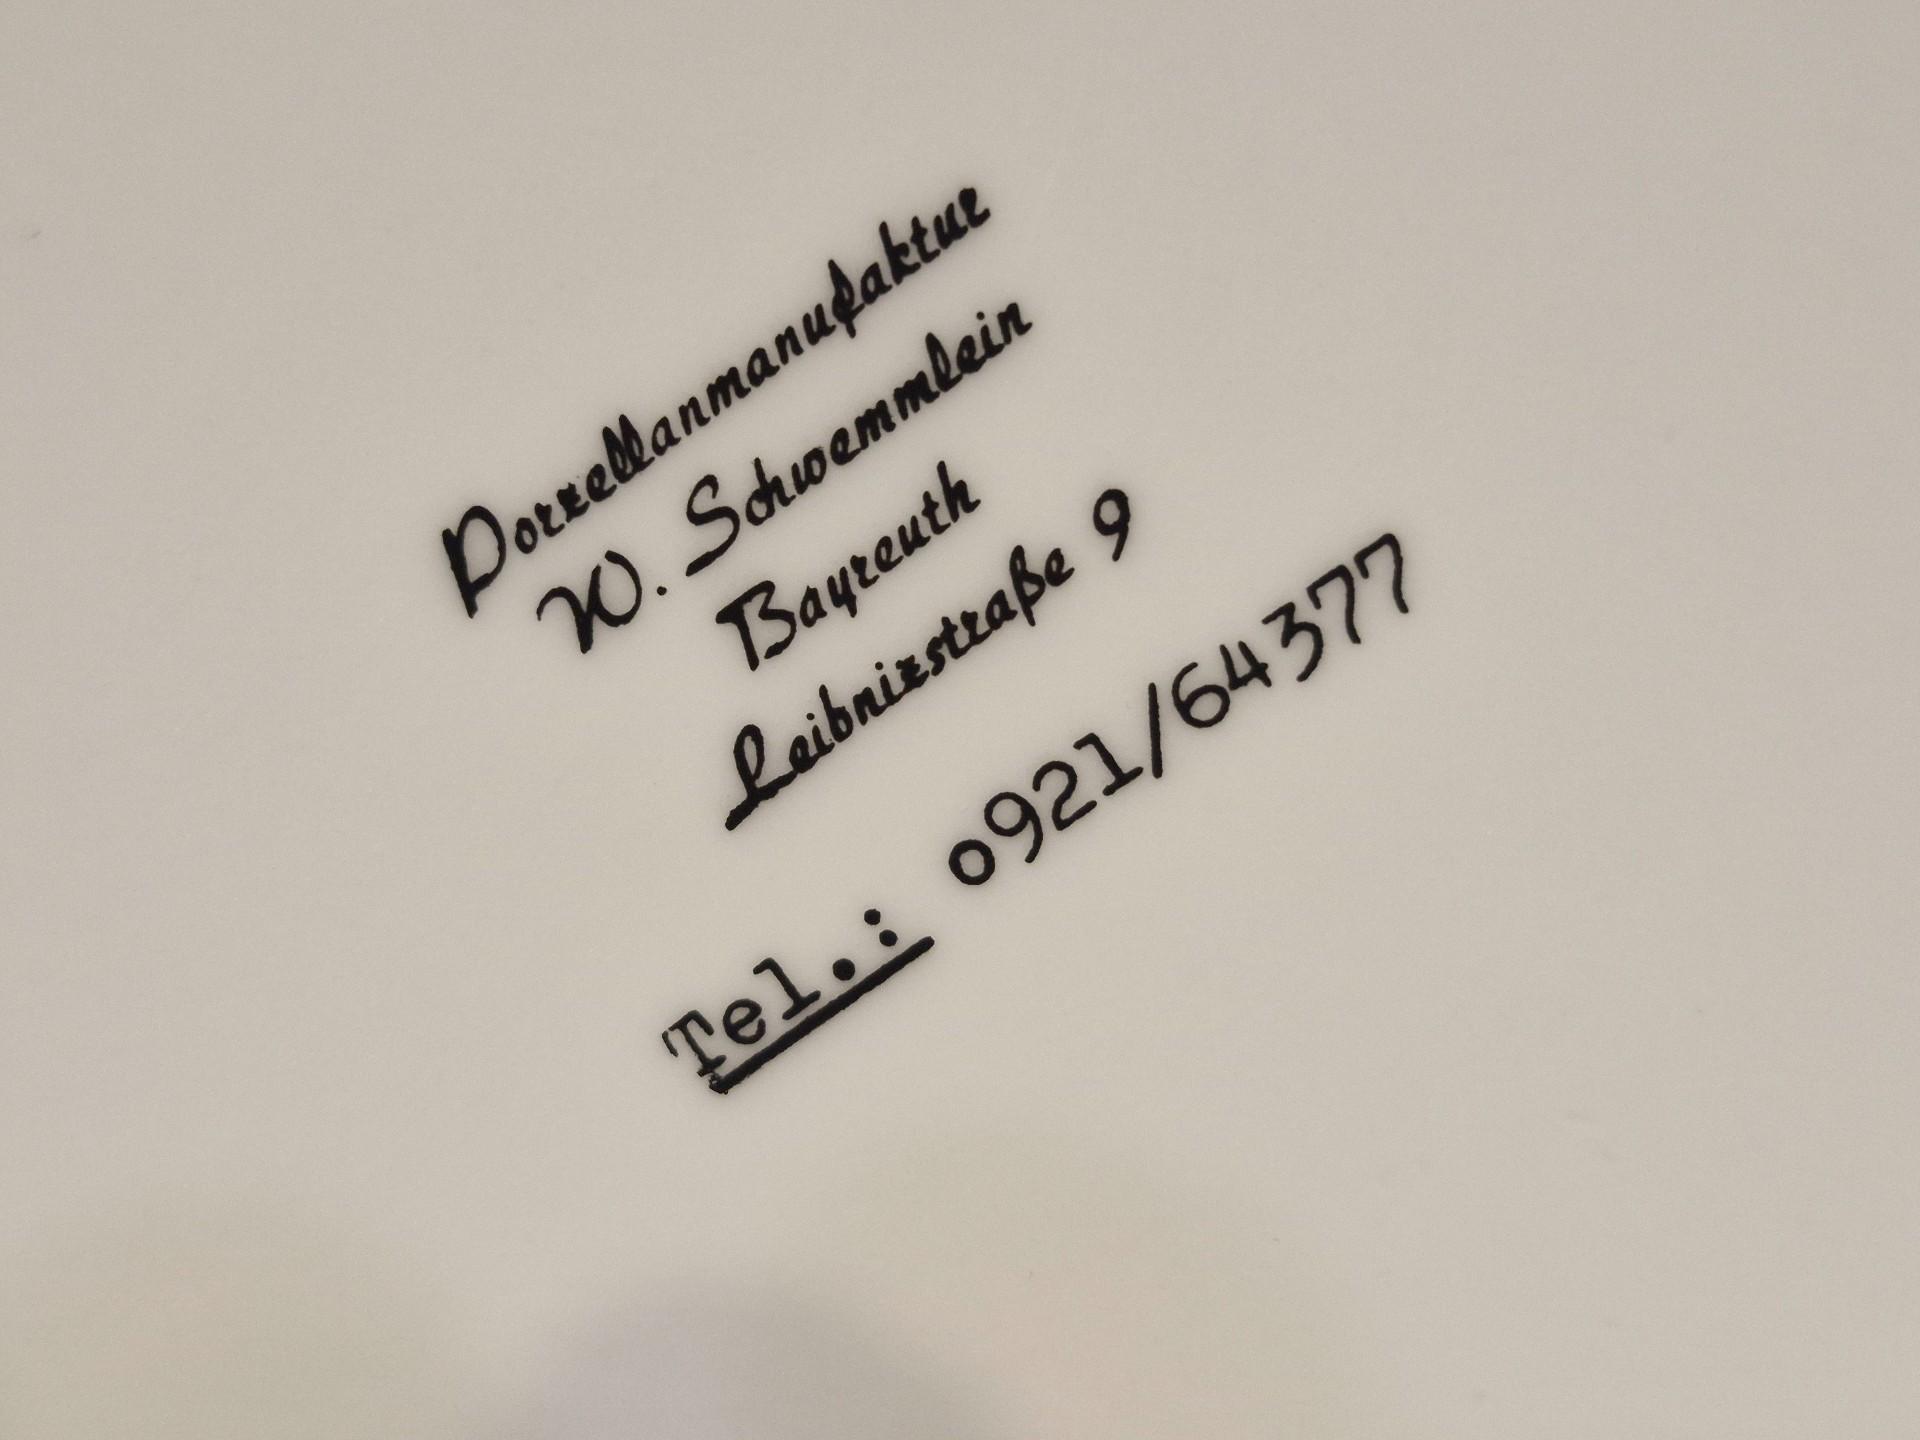 Porzellanmanufaktur
W. Schwemmlein
Bayreuth
Leibnizstraße 9
Tel.: 0921/64377